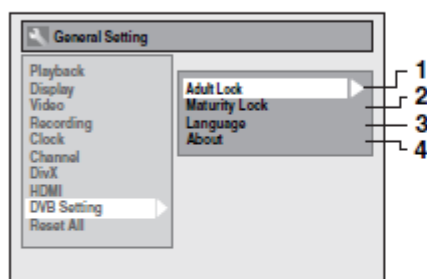 General Setting
Playback
Display
Video
Recording
Clock
Channel
DivX
HDMI
DVB Setting
Reset All
Adult Lock
Maturity Lock
Language
About
1
2
3
4